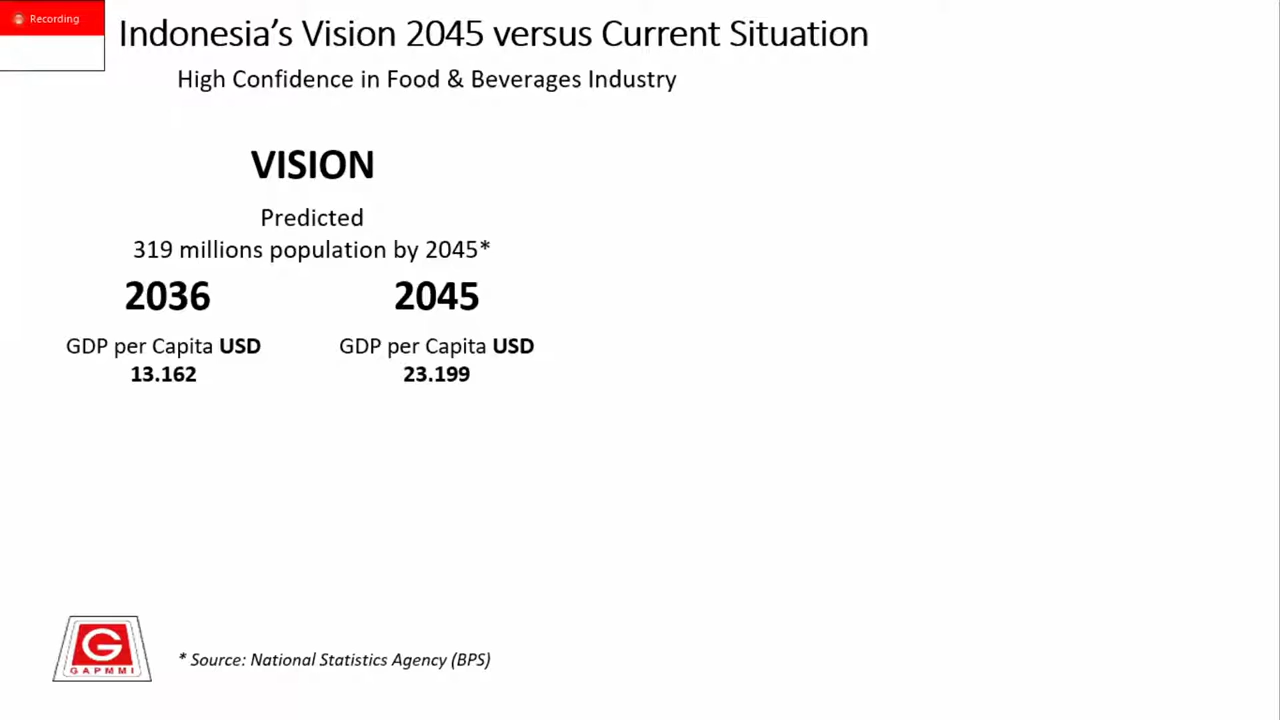 Recording
Indonesia's Vision 2045 versus Current Situation
High Confidence in Food & Beverages Industry
VISION
Predicted
319 millions population by 2045*
2036
GDP per Capita USD
13.162
2045
GDP per Capita USD
23.199
G
GAPMMI
* Source: National Statistics Agency (BPS)